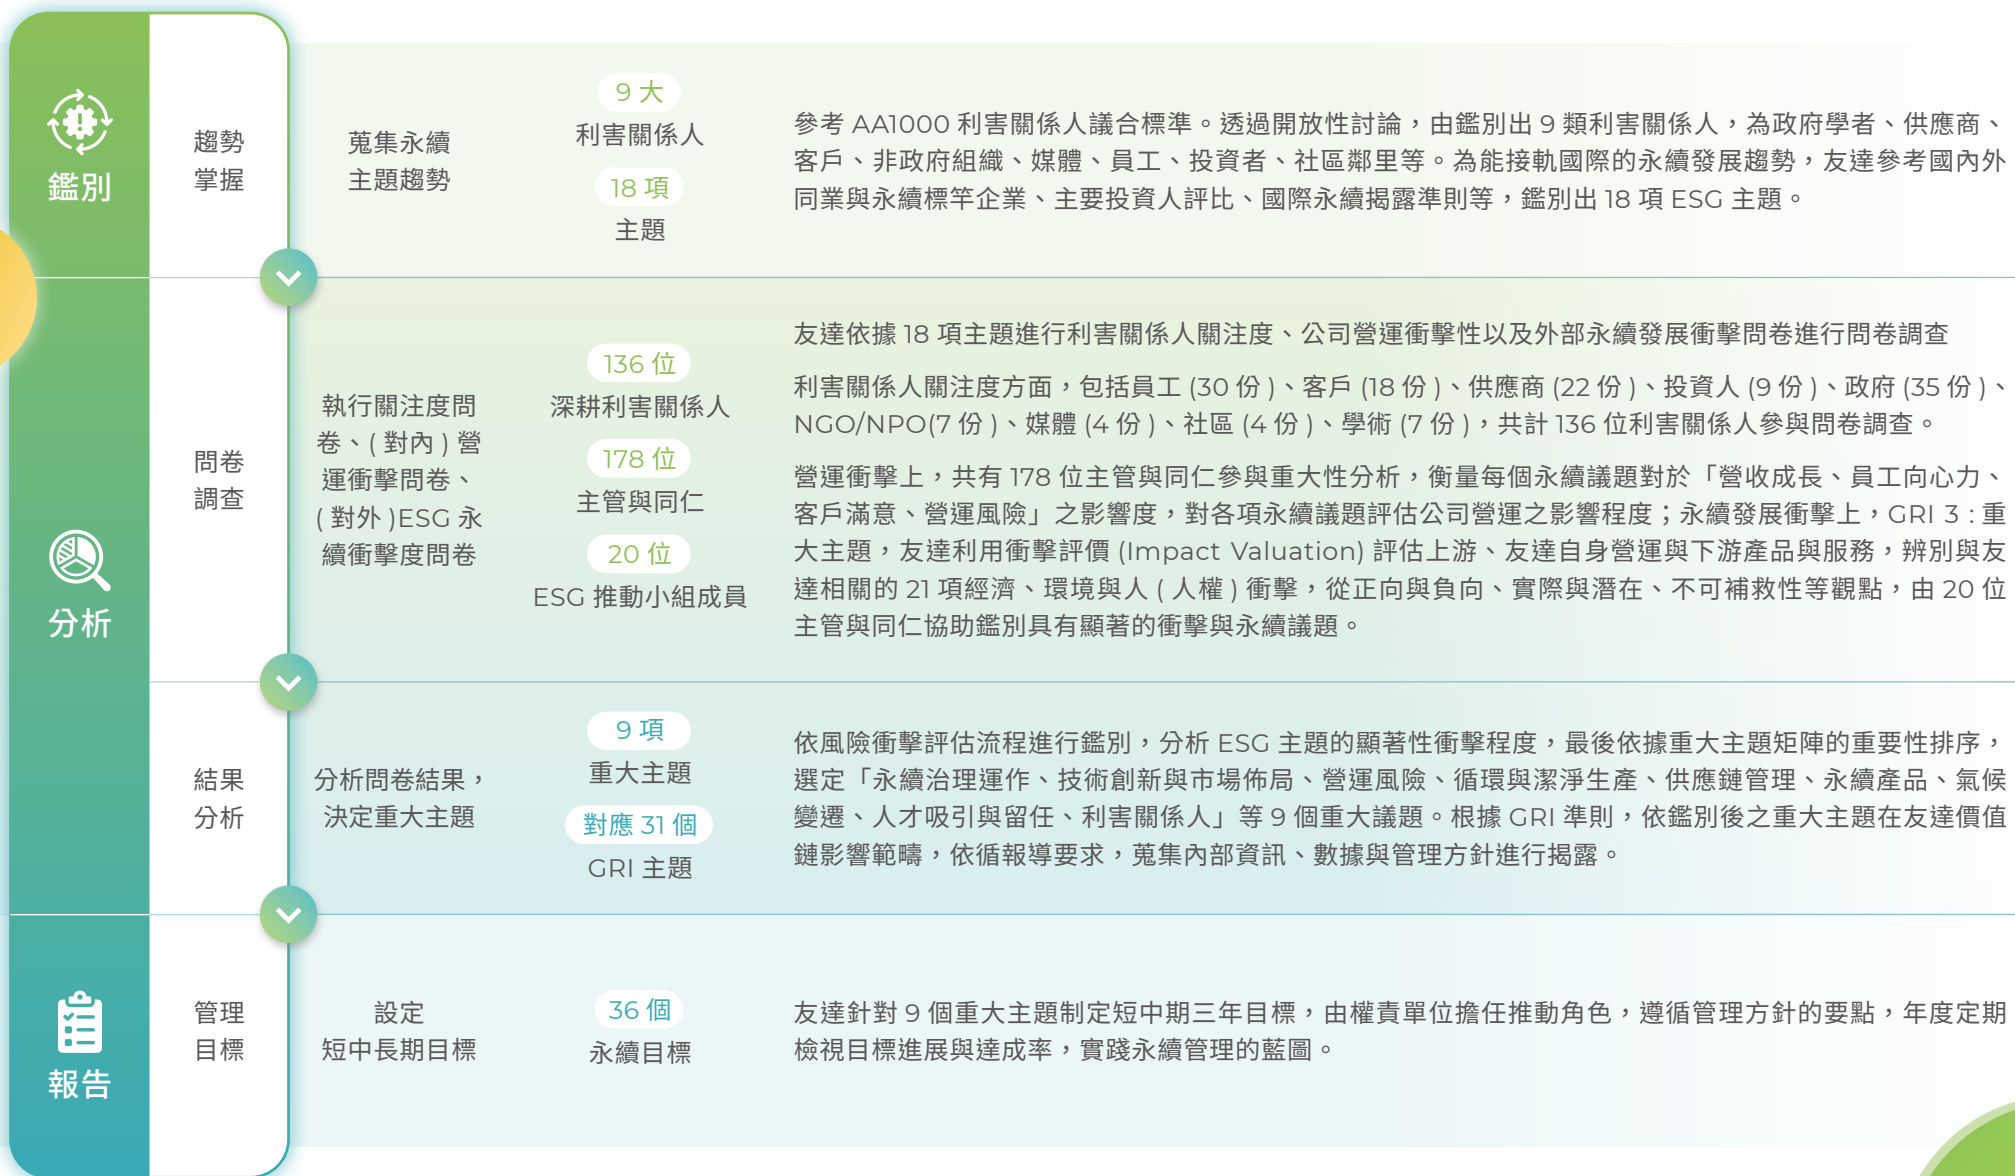 鑑別
趨勢
掌握
蒐集永續
主題趨勢
9 大
利害關係人
18 項
主題
參考 AA1000 利害關係人議合標準。透過開放性討論，由鑑別出 9 類利害關係人，為政府學者、供應商、
客戶、非政府組織、媒體、員工、投資者、社區鄰里等。為能接軌國際的永續發展趨勢，友達參考國內外
同業與永續標竿企業、主要投資人評比、國際永續揭露準則等，鑑別出 18 項 ESG 主題。
分析
問卷
調查
執行關注度問
卷、( 對內 ) 營
運衝擊問卷、
( 對外 )ESG 永
續衝擊度問卷
136 位
深耕利害關係人
178 位
主管與同仁
20 位
ESG 推動小組成員
友達依據 18 項主題進行利害關係人關注度、公司營運衝擊性以及外部永續發展衝擊問卷進行問卷調查
利害關係人關注度方面，包括員工 (30 份 )、客戶 (18 份 )、供應商 (22 份 )、投資人 (9 份 )、政府 (35 份 )、
NGO/NPO(7 份 )、媒體 (4 份 )、社區 (4 份 )、學術 (7 份 )，共計 136 位利害關係人參與問卷調查。
營運衝擊上，共有 178 位主管與同仁參與重大性分析，衡量每個永續議題對於「營收成長、員工向心力、
客戶滿意、營運風險」之影響度，對各項永續議題評估公司營運之影響程度；永續發展衝擊上，GRI 3 : 重
大主題，友達利用衝擊評價 (Impact Valuation) 評估上游、友達自身營運與下游產品與服務，辨別與友
達相關的 21 項經濟、環境與人 ( 人權 ) 衝擊，從正向與負向、實際與潛在、不可補救性等觀點，由 20 位
主管與同仁協助鑑別具有顯著的衝擊與永續議題。
結果
分析
分析問卷結果，
決定重大主題
9 項
重大主題
對應 31 個
GRI 主題
依風險衝擊評估流程進行鑑別，分析 ESG 主題的顯著性衝擊程度，最後依據重大主題矩陣的重要性排序，
選定「永續治理運作、技術創新與市場佈局、營運風險、循環與潔淨生產、供應鏈管理、永續產品、氣候
變遷、人才吸引與留任、利害關係人」等 9 個重大議題。根據 GRI 準則，依鑑別後之重大主題在友達價值
鏈影響範疇，依循報導要求，蒐集內部資訊、數據與管理方針進行揭露。
報告
管理
目標
設定
短中長期目標
36 個
永續目標
友達針對 9 個重大主題制定短中期三年目標，由權責單位擔任推動角色，遵循管理方針的要點，年度定期
檢視目標進展與達成率，實踐永續管理的藍圖。